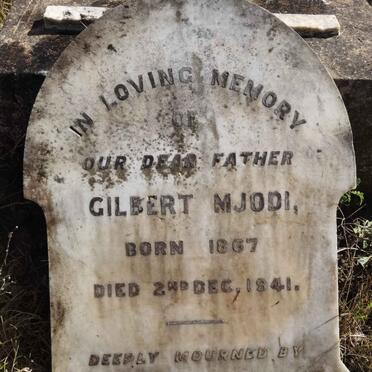 IN LOVING MEMORY
OF
OUR DEAR FATHER
GILBERT MJODI,
BORN 1867
DIED 2ND DEC, 1941.
DEEPLY MOURNED BY